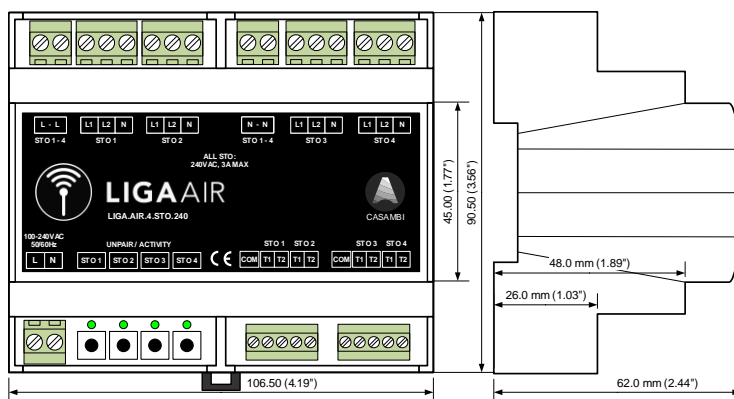 L - L L1 L2 N L1 L2 N N - N L1 L2 N L1 L2 N
STO 1 - 4 STO 1 STO 2 STO 1 - 4 STO 3 STO 4
ALL STO:
240VAC, 3A MAX
LIGAAIR
LIGA.AIR.4.STO.240
CASAMBI
100-240VAC
50/60Hz
UNPAIR / ACTIVITY
STO 1 STO 2 STO 3 STO 4
L N STO 1 STO 2 STO 3 STO 4 CE COM T1 T2 T1 T2 COM T1 T2 T1 T2
45.00 (1.77")
90.50 (3.56")
48.0 mm (1.89")
26.0 mm (1.03")
106.50 (4.19")
62.0 mm (2.44")